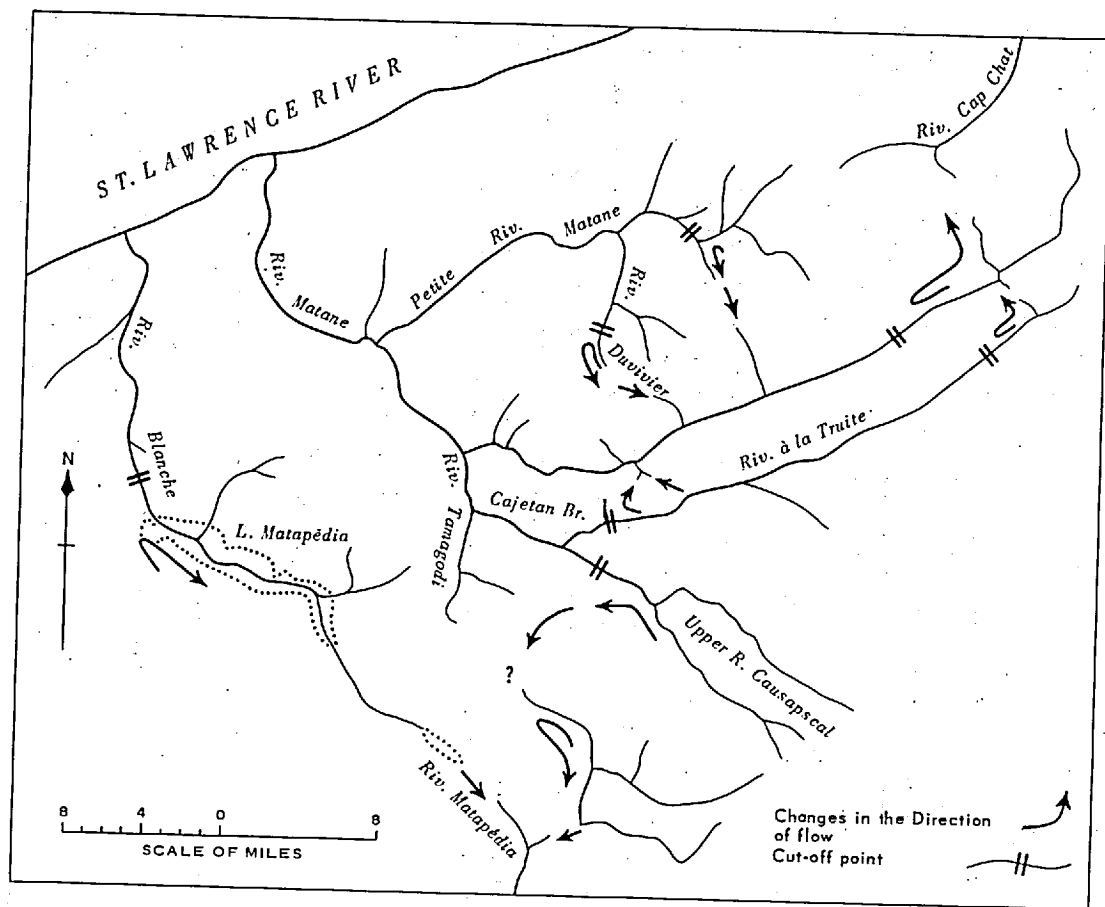 ST. LAWRENCE RIVER
Riv. Cap Chat
Riv. Matane
Petite Riv. Matane
Riv. Duvivier
Riv. Blanche
N
L. Matapédia
Riv. Tamagodi
Cajetan Br.
Riv. à la Truite
Upper R. Causapscal
?
Riv. Matapédia
8 4 0 8
SCALE OF MILES
Changes in the Direction
of flow
Cut-off point